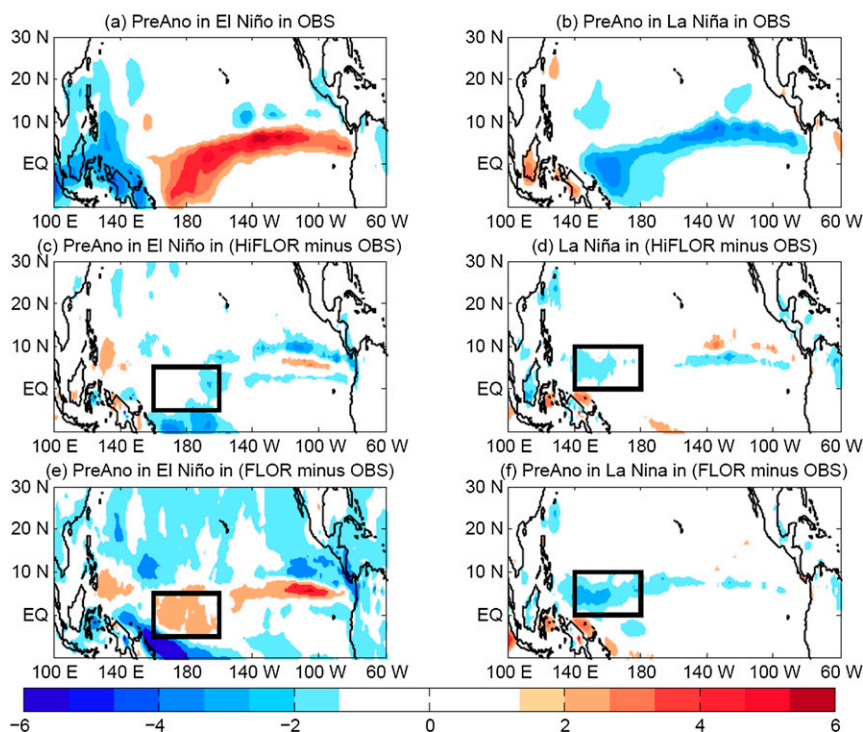 (a) PreAno in El Niño in OBS
(b) PreAno in La Niña in OBS
30 N
20 N
10 N
EQ
100 E 140 E 180 140 W 100 W 60 W
30 N
20 N
10 N
EQ
100 E 140 E 180 140 W 100 W 60 W
(c) PreAno in El Niño in (HiFLOR minus OBS)
(d) La Niña in (HiFLOR minus OBS)
30 N
20 N
10 N
EQ
100 E 140 E 180 140 W 100 W 60 W
30 N
20 N
10 N
EQ
100 E 140 E 180 140 W 100 W 60 W
(e) PreAno in El Niño in (FLOR minus OBS)
(f) PreAno in La Nina in (FLOR minus OBS)
30 N
20 N
10 N
EQ
100 E 140 E 180 140 W 100 W 60 W
30 N
20 N
10 N
EQ
100 E 140 E 180 140 W 100 W 60 W
−6 −4 −2 0 2 4 6